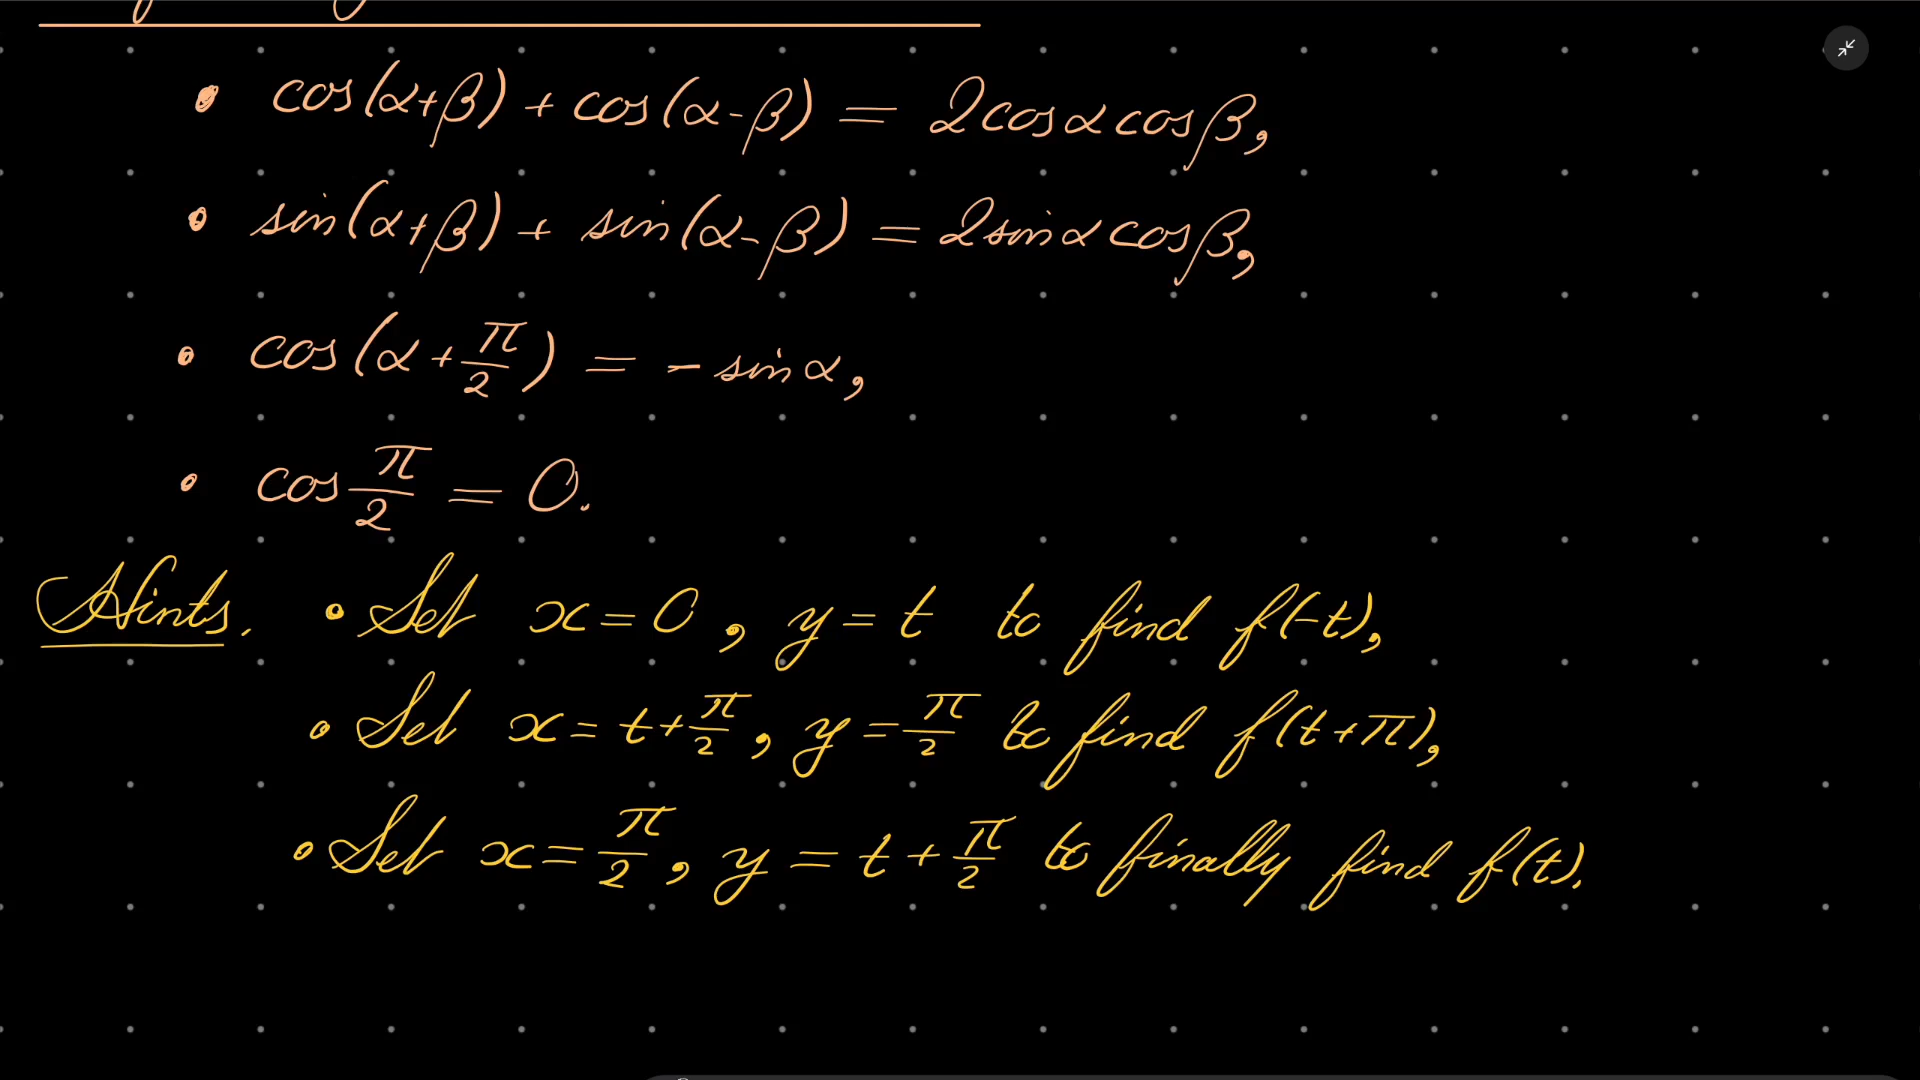 • cos(α+β) + cos(α-β) = 2cosα cosβ,
• sin(α+β) + sin(α-β) = 2sinα cosβ,
• cos(α + π/2) = - sinα,
• cos π/2 = 0.
Hints. • Set x = 0, y = t to find f(-t),
• Set x = t + π/2, y = π/2 to find f(t+π),
• Set x = π/2, y = t + π/2 to finally find f(t).